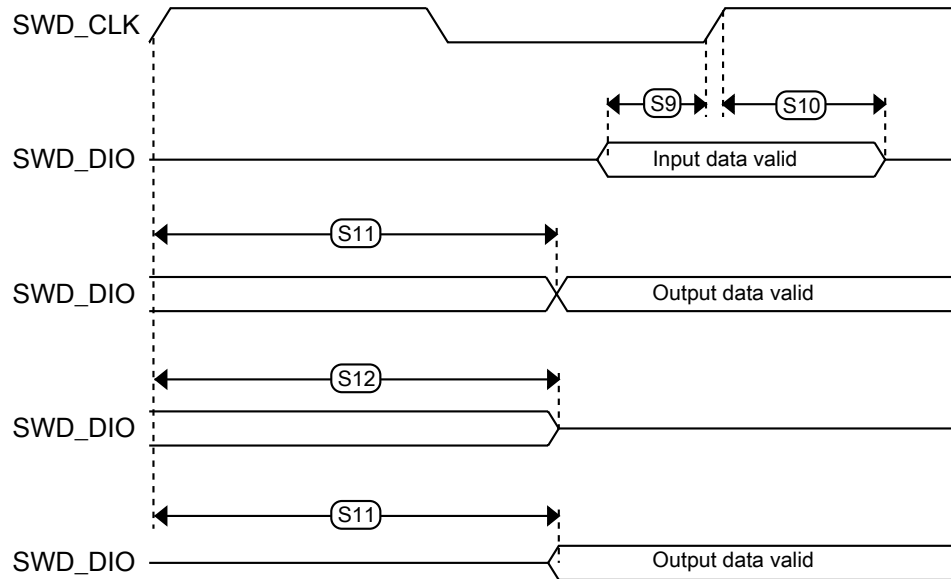 SWD_CLK
S9
S10
SWD_DIO
Input data valid
S11
SWD_DIO
Output data valid
S12
SWD_DIO
S11
SWD_DIO
Output data valid